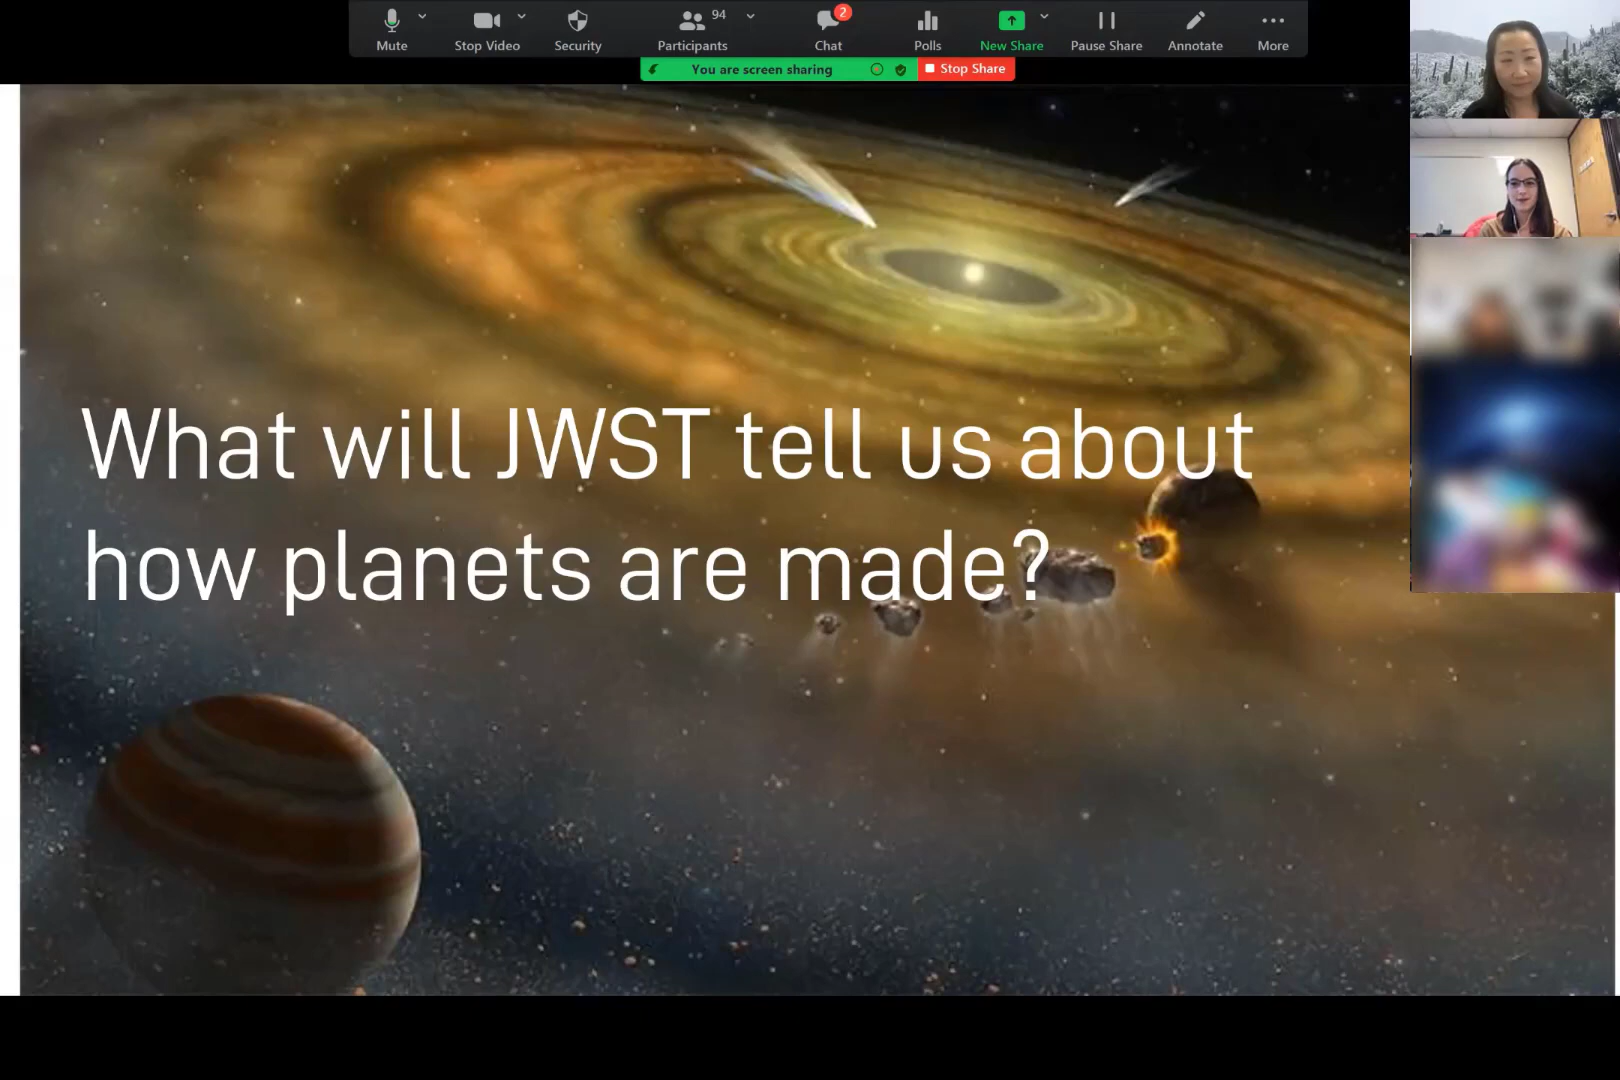 94
2
Mute
Stop Video
Security
Participants
Chat
Polls
New Share
Pause Share
Annotate
More
You are screen sharing
Stop Share
What will JWST tell us about
how planets are made?